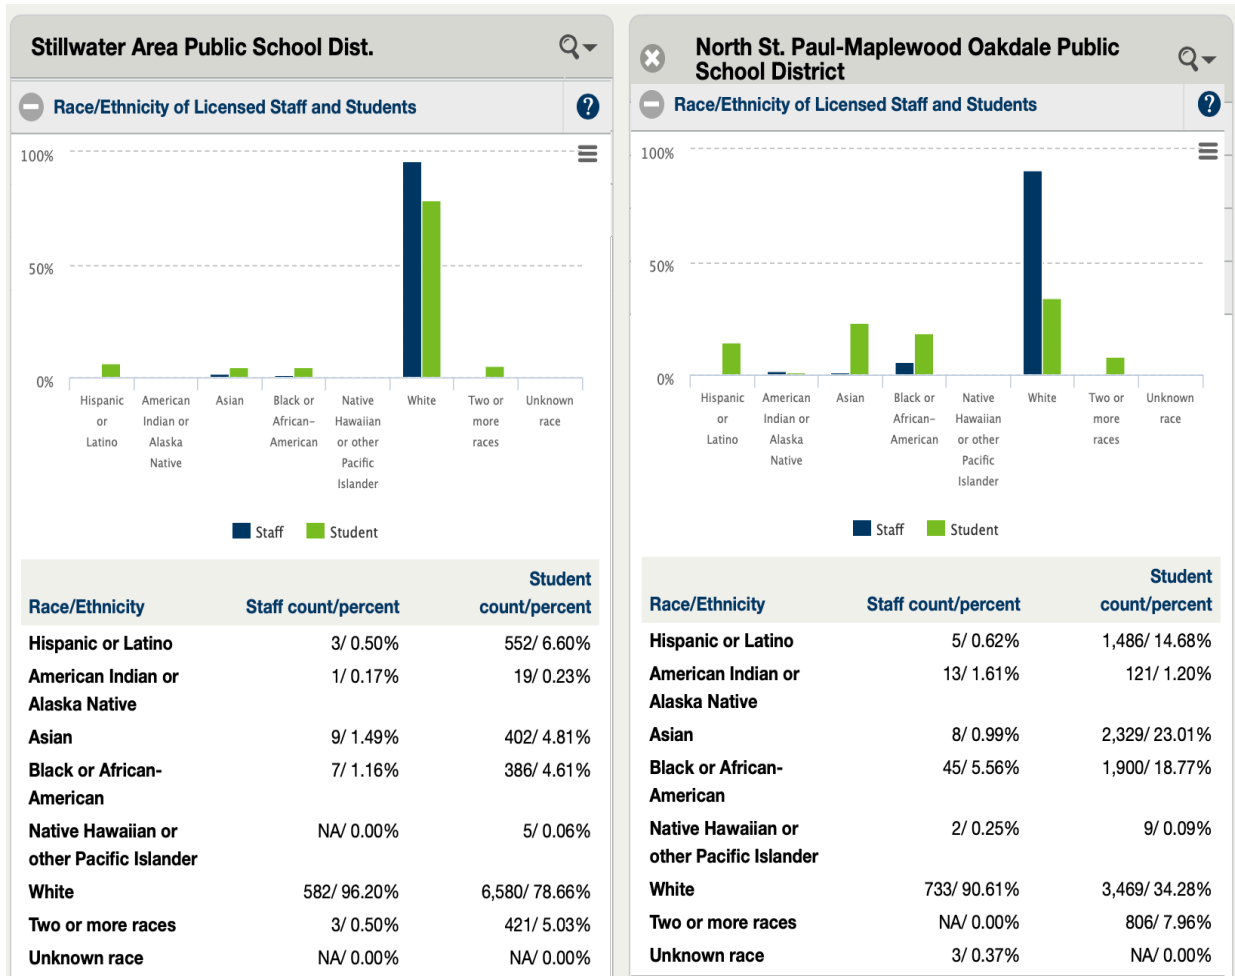 Stillwater Area Public School Dist.
Race/Ethnicity of Licensed Staff and Students
?
100%
50%
0%
Hispanic or Latino
American Indian or Alaska Native
Asian
Black or African-American
Native Hawaiian or other Pacific Islander
White
Two or more races
Unknown race
Staff
Student
Race/Ethnicity Staff count/percent Student count/percent
Hispanic or Latino 3/ 0.50% 552/ 6.60%
American Indian or Alaska Native 1/ 0.17% 19/ 0.23%
Asian 9/ 1.49% 402/ 4.81%
Black or African-American 7/ 1.16% 386/ 4.61%
Native Hawaiian or other Pacific Islander NA/ 0.00% 5/ 0.06%
White 582/ 96.20% 6,580/ 78.66%
Two or more races 3/ 0.50% 421/ 5.03%
Unknown race NA/ 0.00% NA/ 0.00%
North St. Paul-Maplewood Oakdale Public
School District
Race/Ethnicity of Licensed Staff and Students
?
100%
50%
0%
Hispanic or Latino
American Indian or Alaska Native
Asian
Black or African-American
Native Hawaiian or other Pacific Islander
White
Two or more races
Unknown race
Staff
Student
Race/Ethnicity Staff count/percent Student count/percent
Hispanic or Latino 5/ 0.62% 1,486/ 14.68%
American Indian or Alaska Native 13/ 1.61% 121/ 1.20%
Asian 8/ 0.99% 2,329/ 23.01%
Black or African-American 45/ 5.56% 1,900/ 18.77%
Native Hawaiian or other Pacific Islander 2/ 0.25% 9/ 0.09%
White 733/ 90.61% 3,469/ 34.28%
Two or more races NA/ 0.00% 806/ 7.96%
Unknown race 3/ 0.37% NA/ 0.00%